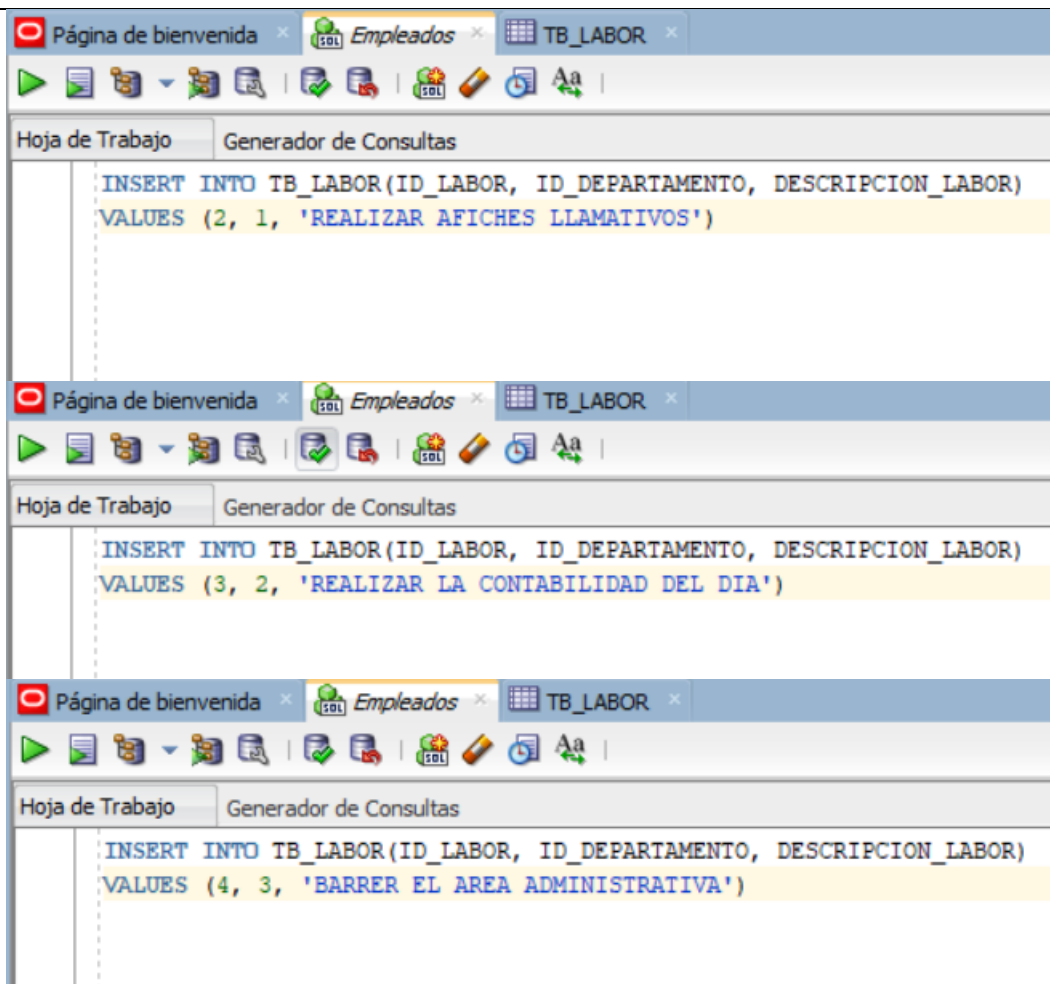 Página de bienvenida Empleados TB_LABOR
Hoja de Trabajo Generador de Consultas
INSERT INTO TB_LABOR(ID_LABOR, ID_DEPARTAMENTO, DESCRIPCION_LABOR)
VALUES (2, 1, 'REALIZAR AFICHES LLAMATIVOS')
Página de bienvenida Empleados TB_LABOR
Hoja de Trabajo Generador de Consultas
INSERT INTO TB_LABOR(ID_LABOR, ID_DEPARTAMENTO, DESCRIPCION_LABOR)
VALUES (3, 2, 'REALIZAR LA CONTABILIDAD DEL DIA')
Página de bienvenida Empleados TB_LABOR
Hoja de Trabajo Generador de Consultas
INSERT INTO TB_LABOR(ID_LABOR, ID_DEPARTAMENTO, DESCRIPCION_LABOR)
VALUES (4, 3, 'BARRER EL AREA ADMINISTRATIVA')